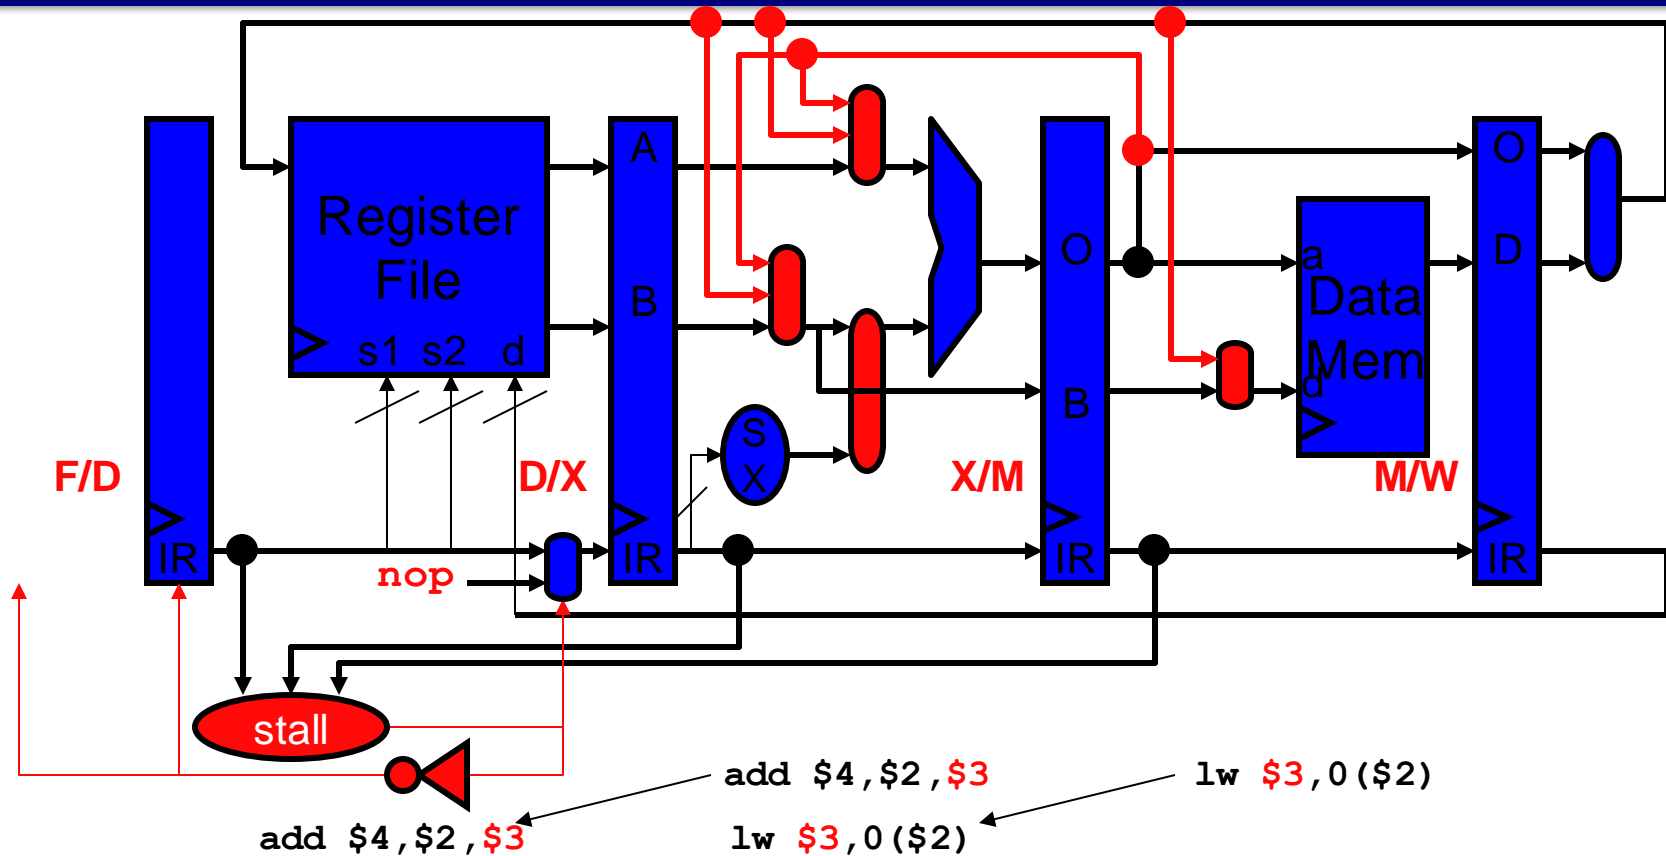 A
O
Register
File
B
O
D
a
Data
Mem
d
s1 s2 d
B
S
X
F/D
D/X
X/M
M/W
IR
IR
IR
IR
nop
stall
add $4,$2,$3
lw $3,0($2)
add $4,$2,$3
lw $3,0($2)